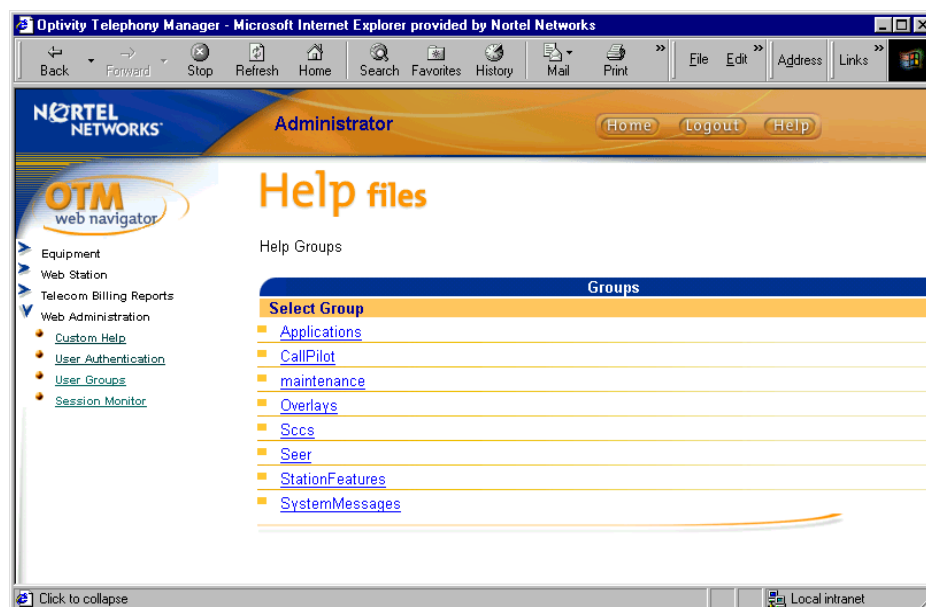 Optivity Telephony Manager - Microsoft Internet Explorer provided by Nortel Networks
Back Forward Stop Refresh Home Search Favorites History Mail Print » File Edit » Address Links »
NORTEL
NETWORKS
Administrator
Home Logout Help
OTM
web navigator
Equipment
Web Station
Telecom Billing Reports
Web Administration
Custom Help
User Authentication
User Groups
Session Monitor
Help files
Help Groups
Groups
Select Group
Applications
CallPilot
maintenance
Overlays
Sccs
Seer
StationFeatures
SystemMessages
Click to collapse
Local intranet